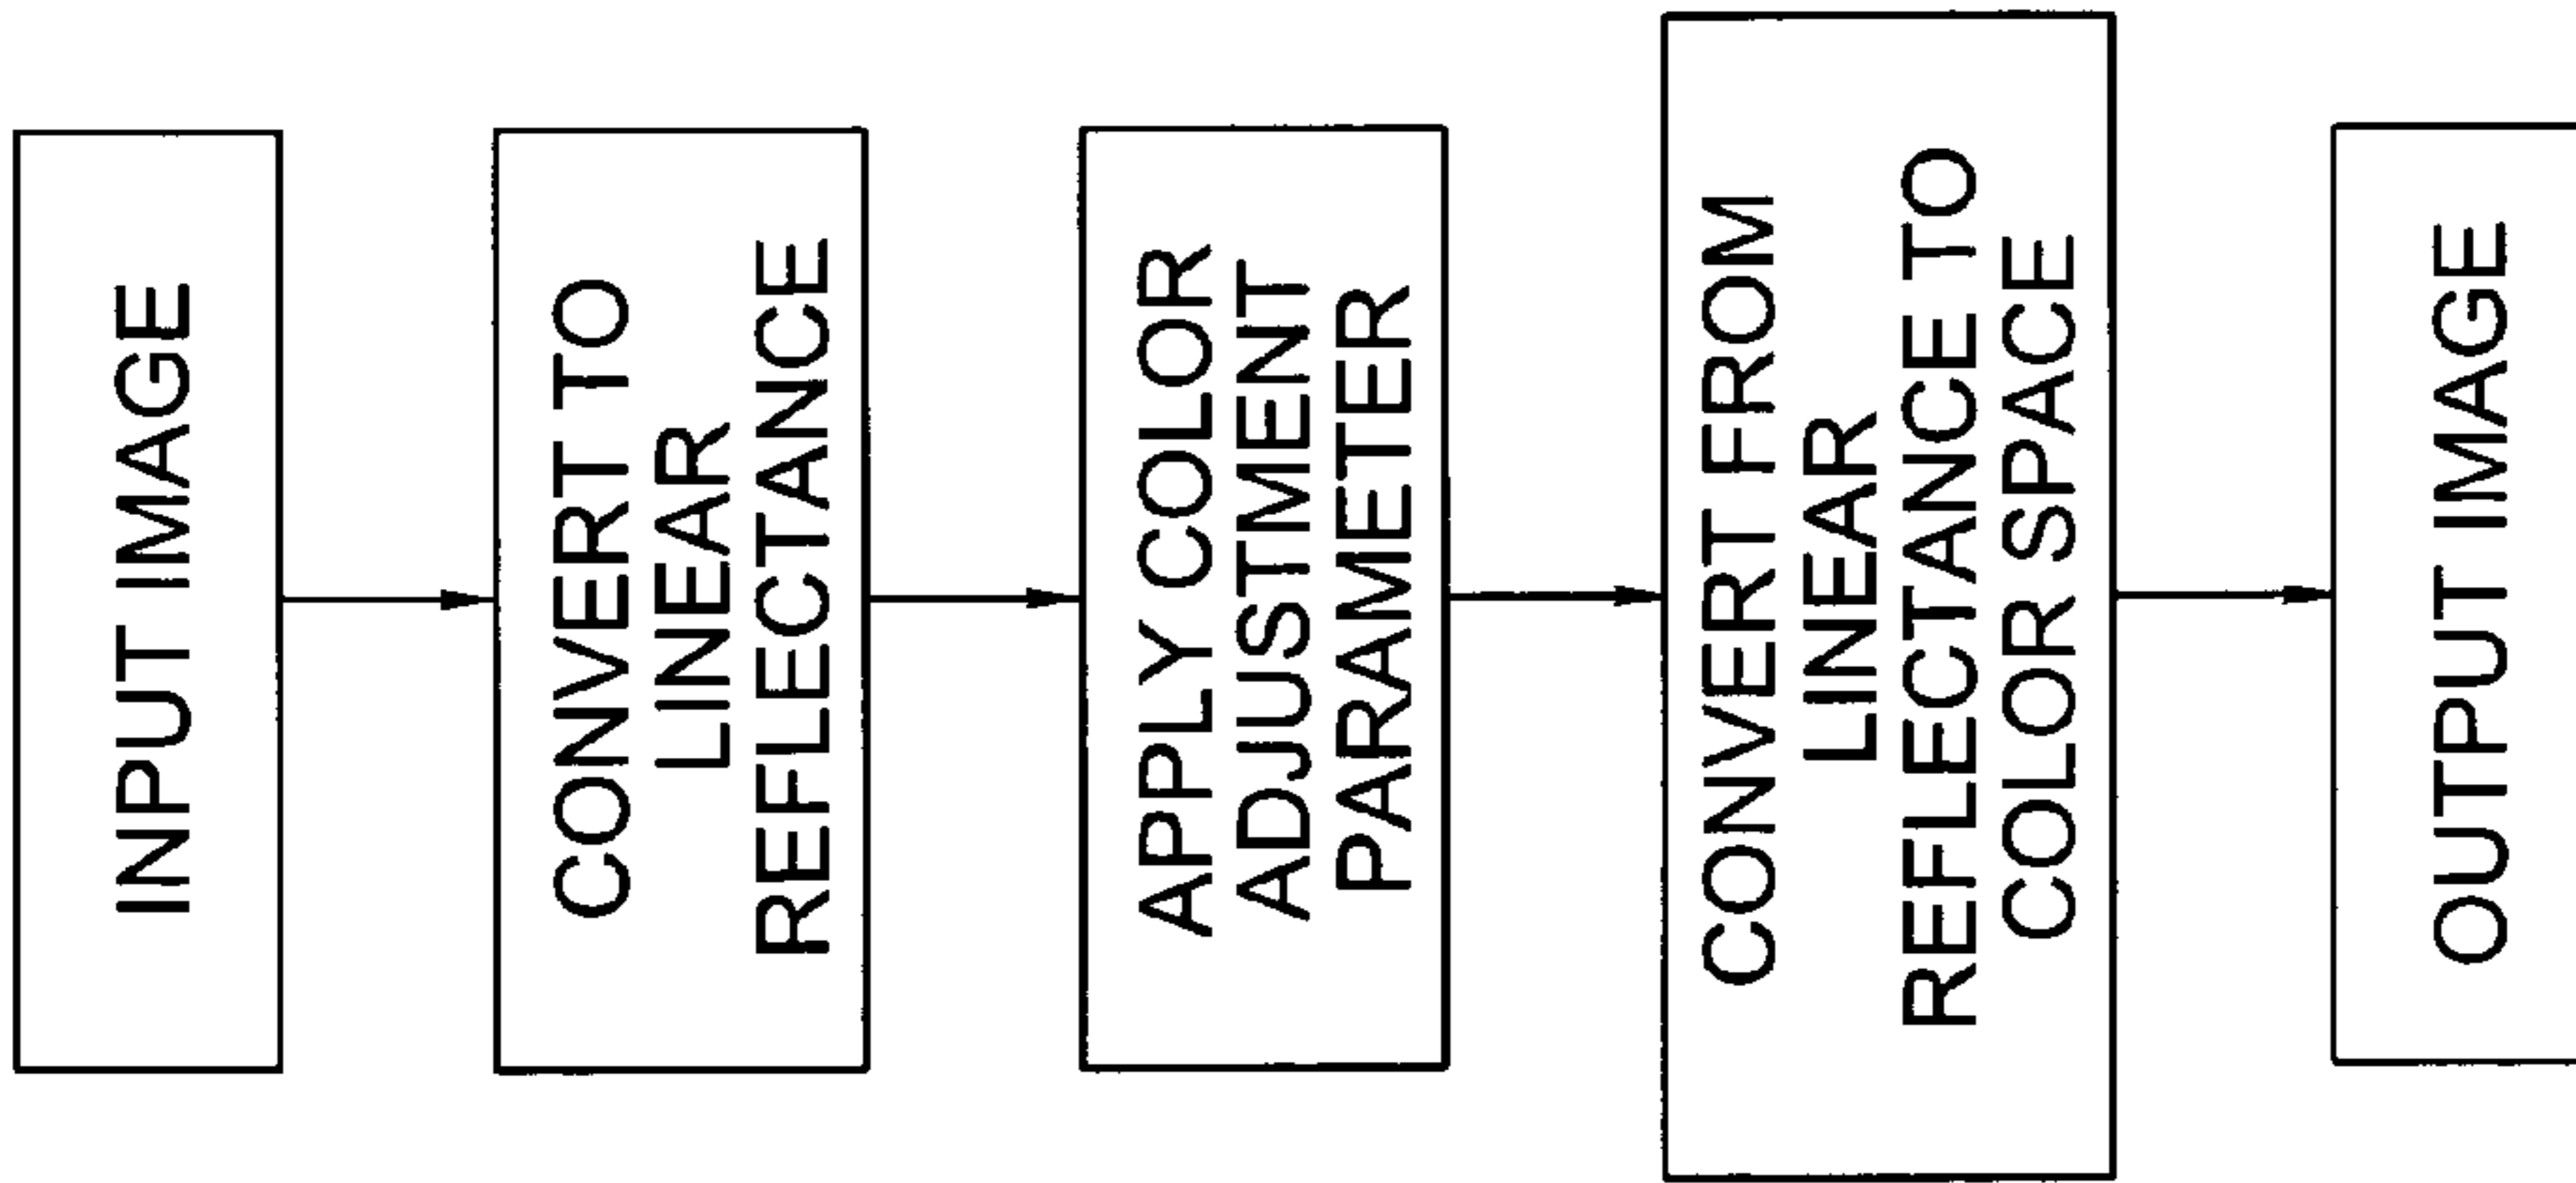 INPUT IMAGE
CONVERT TO
LINEAR
REFLECTANCE
APPLY COLOR
ADJUSTMENT
PARAMETER
CONVERT FROM
LINEAR
REFLECTANCE TO
COLOR SPACE
OUTPUT IMAGE